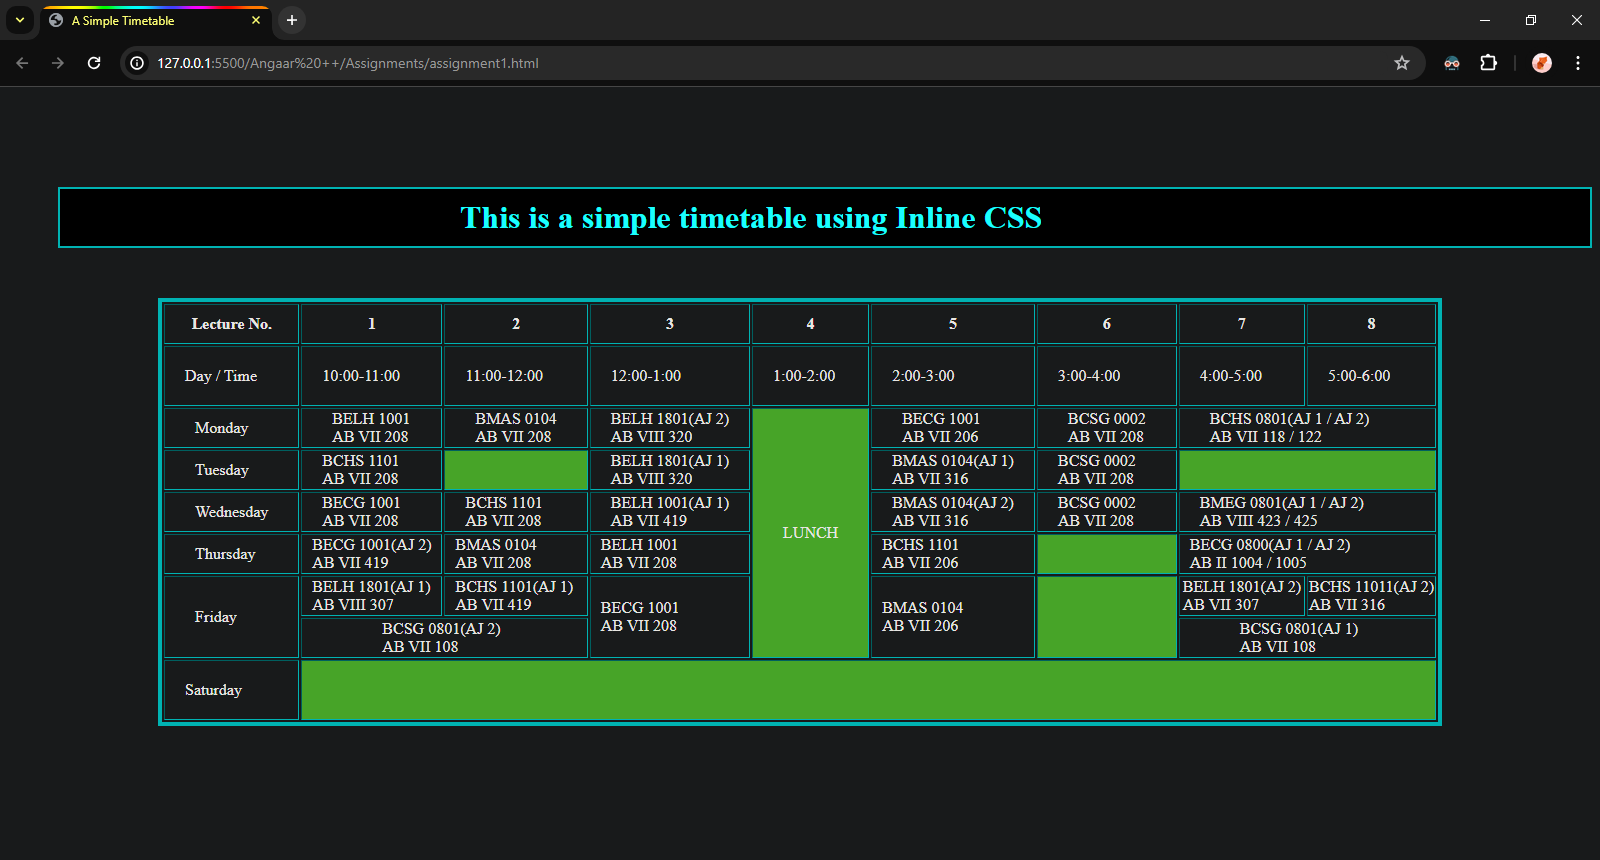 A Simple Timetable
127.0.0.1:5500/Angaar%20++/Assignments/assignment1.html
This is a simple timetable using Inline CSS
Lecture No. 1 2 3 4 5 6 7 8
Day / Time 10:00-11:00 11:00-12:00 12:00-1:00 1:00-2:00 2:00-3:00 3:00-4:00 4:00-5:00 5:00-6:00
Monday
BELH 1001
AB VII 208
BMAS 0104
AB VII 208
BELH 1801(AJ 2)
AB VIII 320
LUNCH
BECG 1001
AB VII 206
BCSG 0002
AB VII 208
BCHS 0801(AJ 1 / AJ 2)
AB VII 118 / 122
Tuesday
BCHS 1101
AB VII 208
BELH 1801(AJ 1)
AB VIII 320
BMAS 0104(AJ 1)
AB VII 316
BCSG 0002
AB VII 208
Wednesday
BECG 1001
AB VII 208
BCHS 1101
AB VII 208
BELH 1001(AJ 1)
AB VII 419
BMAS 0104(AJ 2)
AB VII 316
BCSG 0002
AB VII 208
BMEG 0801(AJ 1 / AJ 2)
AB VIII 423 / 425
Thursday
BECG 1001(AJ 2)
AB VII 419
BMAS 0104
AB VII 208
BELH 1001
AB VII 208
BCHS 1101
AB VII 206
BECG 0800(AJ 1 / AJ 2)
AB II 1004 / 1005
Friday
BELH 1801(AJ 1)
AB VIII 307
BCHS 1101(AJ 1)
AB VII 419
BECG 1001
AB VII 208
BMAS 0104
AB VII 206
BELH 1801(AJ 2)
AB VII 307
BCHS 11011(AJ 2)
AB VII 316
BCSG 0801(AJ 2)
AB VII 108
BCSG 0801(AJ 1)
AB VII 108
Saturday